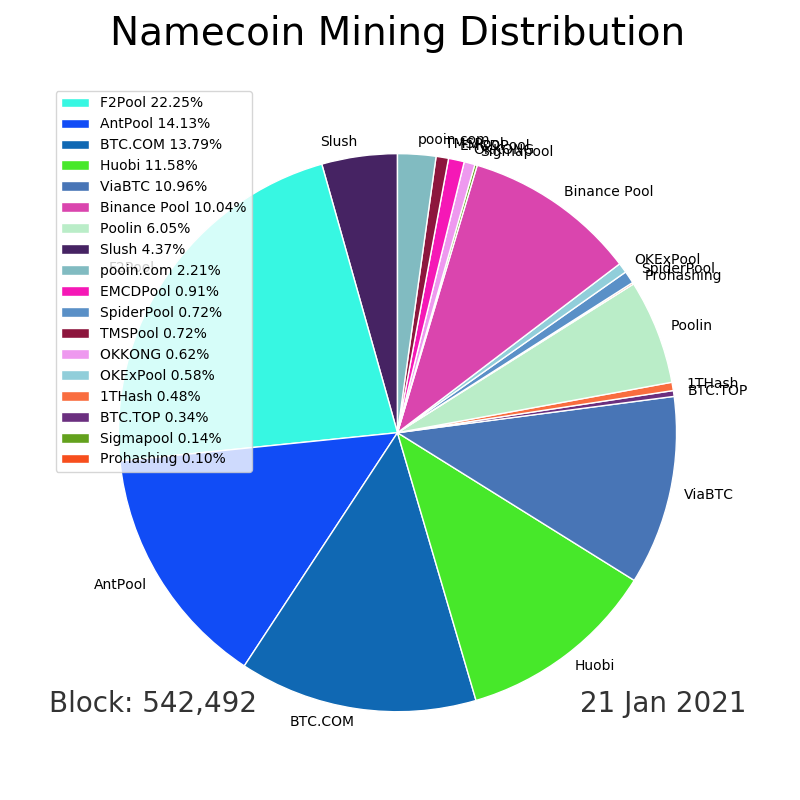 Namecoin Mining Distribution
F2Pool 22.25%
AntPool 14.13%
BTC.COM 13.79%
Huobi 11.58%
ViaBTC 10.96%
Binance Pool 10.04%
Poolin 6.05%
Slush 4.37%
pooin.com 2.21%
EMCDPool 0.91%
SpiderPool 0.72%
TMSPool 0.72%
OKKONG 0.62%
OKExPool 0.58%
1THash 0.48%
BTC.TOP 0.34%
Sigmapool 0.14%
Prohashing 0.10%
Slush
pooin.com
TMSPool
EMCDPool
OKKONG
Sigmapool
Binance Pool
OKExPool
SpiderPool
Prohashing
Poolin
1THash
BTC.TOP
ViaBTC
Huobi
BTC.COM
AntPool
F2Pool
Block: 542,492
21 Jan 2021